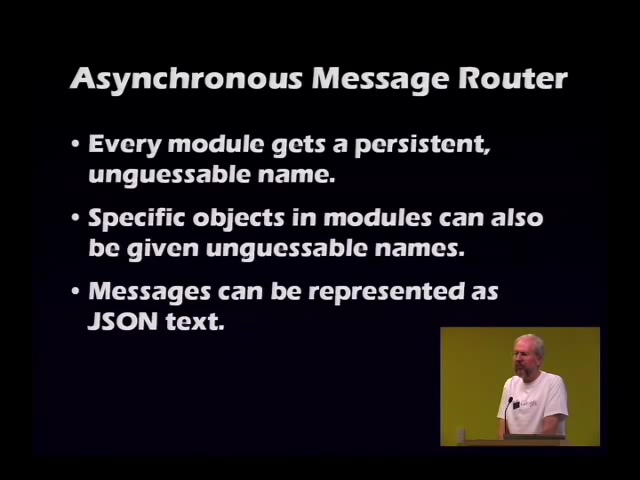 Asynchronous Message Router
• Every module gets a persistent,
unguessable name.
• Specific objects in modules can also
be given unguessable names.
• Messages can be represented as
JSON text.